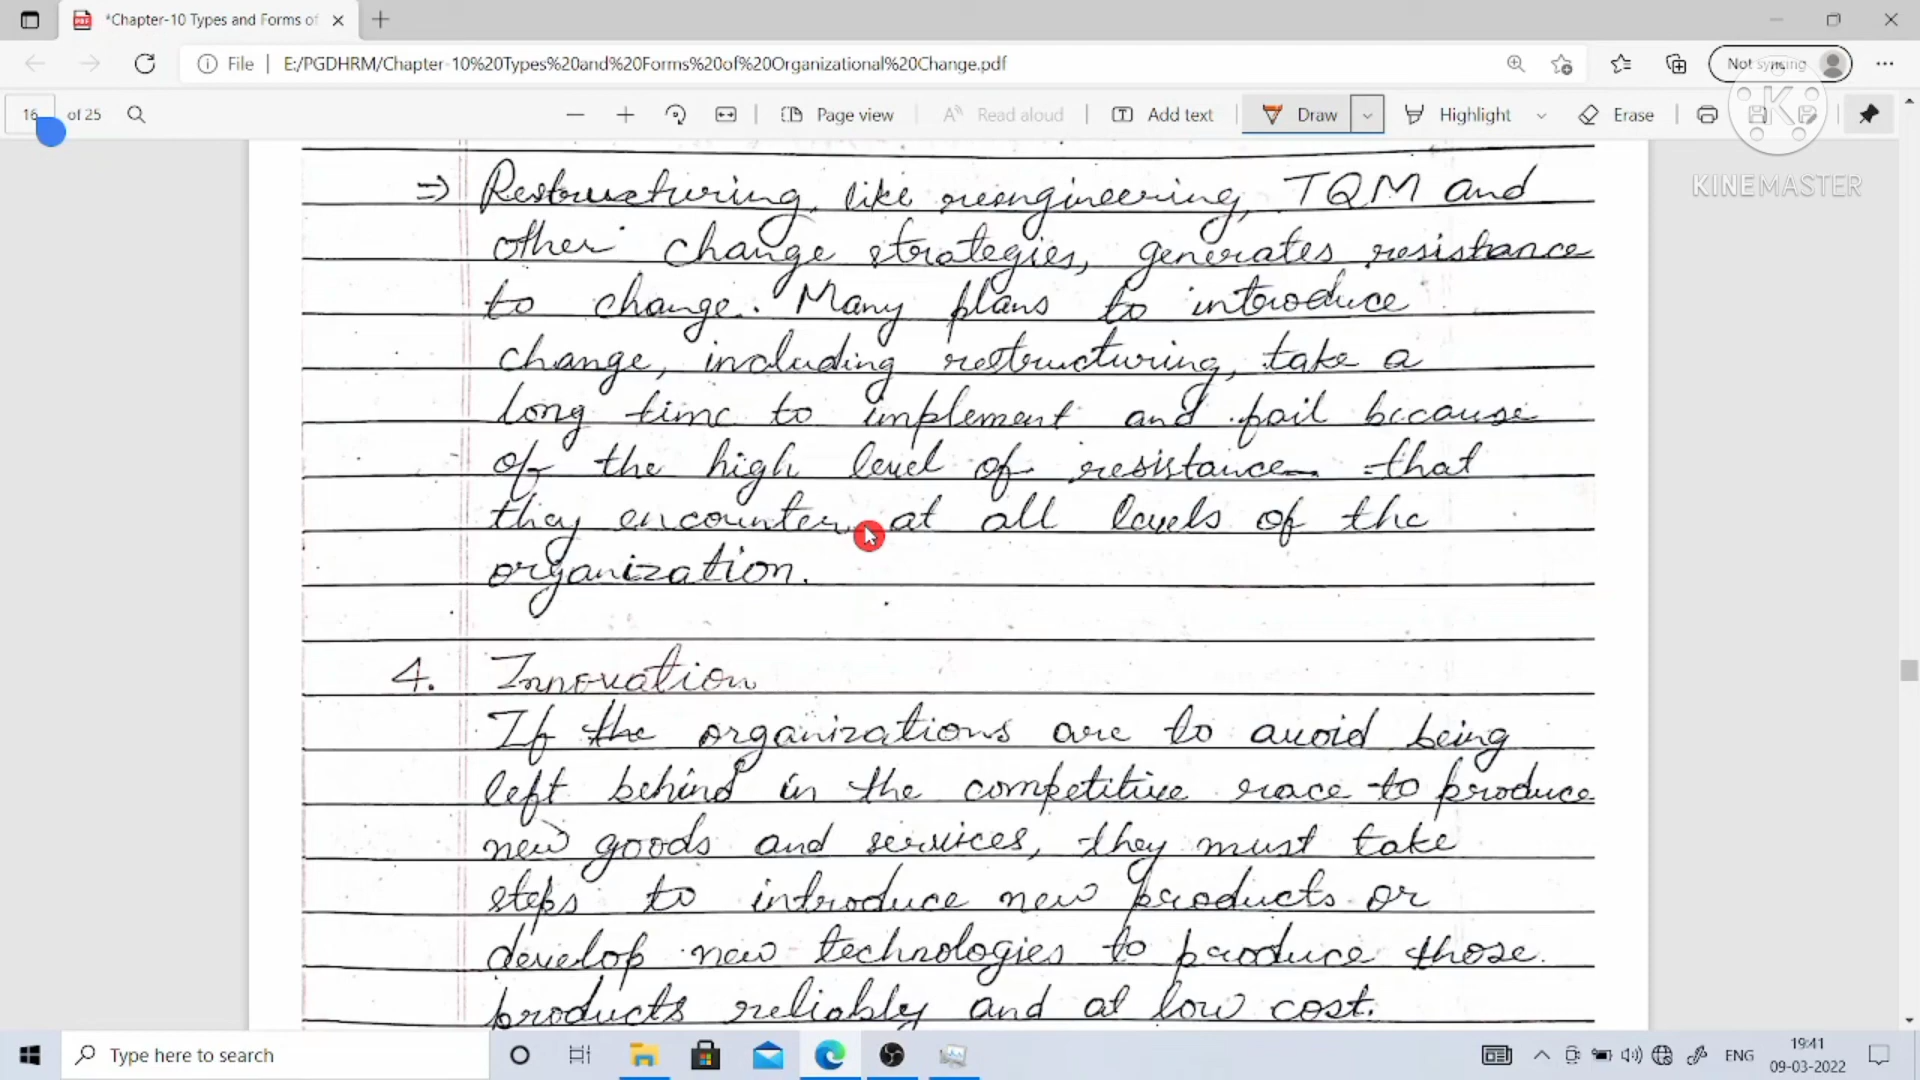 *Chapter-10 Types and Forms of
File
E:/PGDHRM/Chapter-10%20Types%20and%20Forms%20of%20Organizational%20Change.pdf
Not syncing
16 of 25
Page view
Read aloud
Add text
Draw
Highlight
Erase
K
KINEMASTER
⇒ Restructuring, like reengineering, TQM and
other change strategies, generates resistance
to change. Many plans to introduce
change, including restructuring, take a
long time to implement and fail because
of the high level of resistance that
they encounter at all levels of the
organization.
4. Innovation
If the organizations are to avoid being
left behind in the competitive race to produce
new goods and services, they must take
steps to introduce new products or
develop new technologies to produce those
products reliably and at low cost.
Type here to search
ENG
19:41
09-03-2022